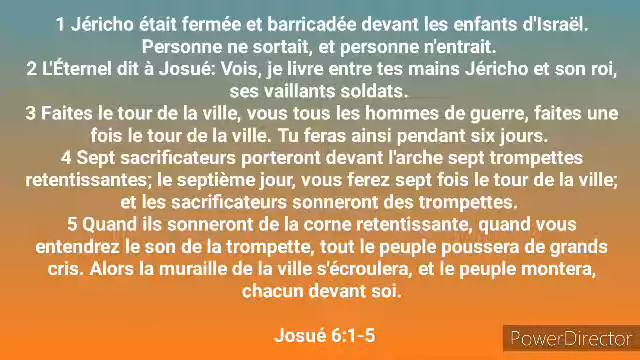 1 Jéricho était fermée et barricadée devant les enfants d'Israël.
Personne ne sortait, et personne n'entrait.
2 L'Éternel dit à Josué: Vois, je livre entre tes mains Jéricho et son roi,
ses vaillants soldats.
3 Faites le tour de la ville, vous tous les hommes de guerre, faites une
fois le tour de la ville. Tu feras ainsi pendant six jours.
4 Sept sacrificateurs porteront devant l'arche sept trompettes
retentissantes; le septième jour, vous ferez sept fois le tour de la ville;
et les sacrificateurs sonneront des trompettes.
5 Quand ils sonneront de la corne retentissante, quand vous
entendrez le son de la trompette, tout le peuple poussera de grands
cris. Alors la muraille de la ville s'écroulera, et le peuple montera,
chacun devant soi.
Josué 6:1-5
PowerDirector